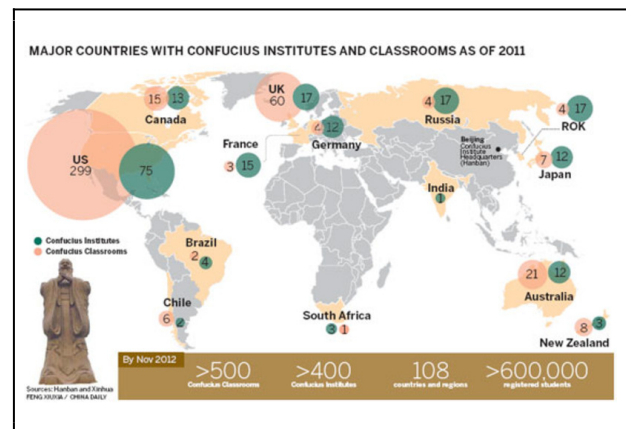 MAJOR COUNTRIES WITH CONFUCIUS INSTITUTES AND CLASSROOMS AS OF 2011
15 13
Canada
UK
60
17
4 17
Russia
4 17
ROK
US
299
75
France
3 15
4 12
Germany
Beijing
Confucius
Institute
Headquarters
(Hanban)
7 12
Japan
India
1
Confucius Institutes
Confucius Classrooms
Brazil
2 4
Chile
6 2
South Africa
3 1
21 12
Australia
8 3
New Zealand
By Nov 2012
>500
Confucius Classrooms
>400
Confucius Institutes
108
countries and regions
>600,000
registered students
Sources: Hanban and Xinhua
FENG XIUXIA / CHINA DAILY